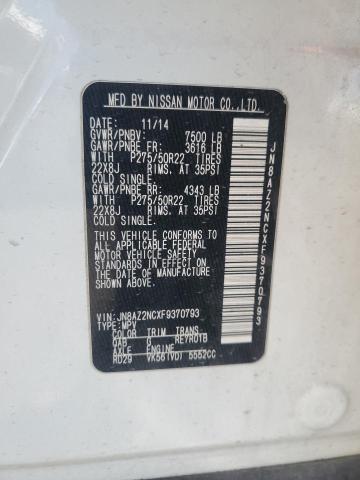 MFD BY NISSAN MOTOR CO.,LTD.
DATE: 11/14
GVWR/PNBV: 7500 LB
GAWR/PNBE FR: 3616 LB
WITH P275/50R22 TIRES
22X8J RIMS. AT 35PSI
COLD SINGLE.
GAWR/PNBE RR: 4343 LB
WITH P275/50R22 TIRES
22X8J RIMS. AT 35PSI
COLD SINGLE.
THIS VEHICLE CONFORMS TO
ALL APPLICABLE FEDERAL
MOTOR VEHICLE SAFETY
STANDARDS IN EFFECT ON
THE DATE OF MANUFACTURE
SHOWN ABOVE.
VIN: JN8AZ2NCXF9370793
TYPE:MPV
COLOR TRIM TRANS
QAB G RE7R01B
AXLE ENGINE
RD29 VK56(VD) 5552CC
JN8AZ2NCXF9370793